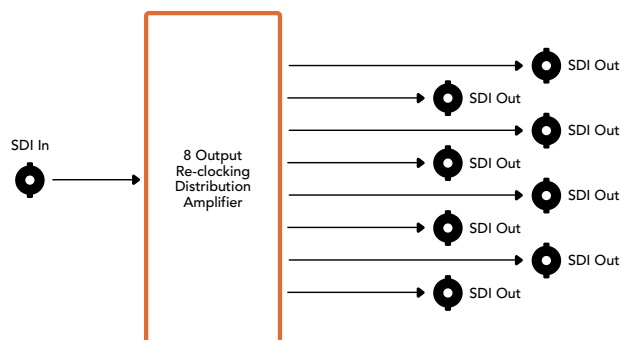 SDI In
8 Output
Re-clocking
Distribution
Amplifier
SDI Out
SDI Out
SDI Out
SDI Out
SDI Out
SDI Out
SDI Out
SDI Out